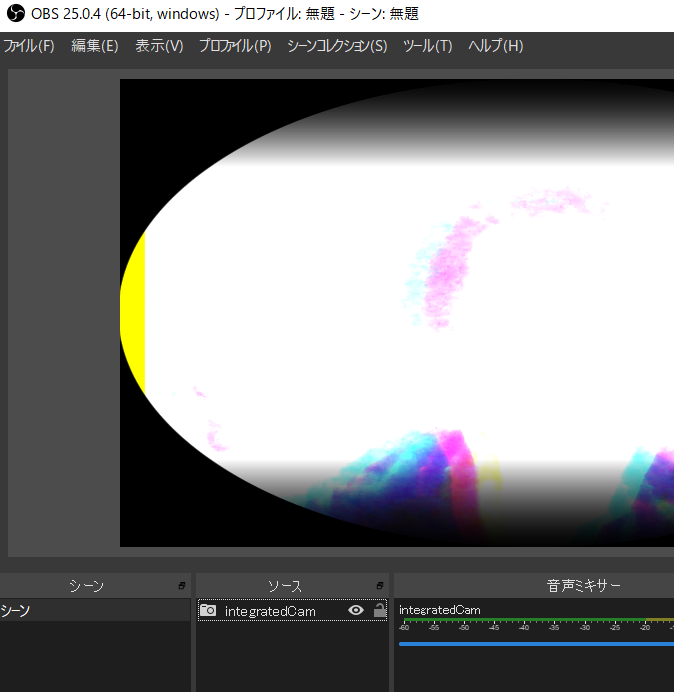 OBS 25.0.4 (64-bit, windows) - プロファイル: 無題 - シーン: 無題
ファイル(F) 編集(E) 表示(V) プロファイル(P) シーンコレクション(S) ツール(T) ヘルプ(H)
シーン ソース 音声ミキサー
シーン integratedCam integratedCam
-60 -55 -50 -45 -40 -35 -30 -25 -20